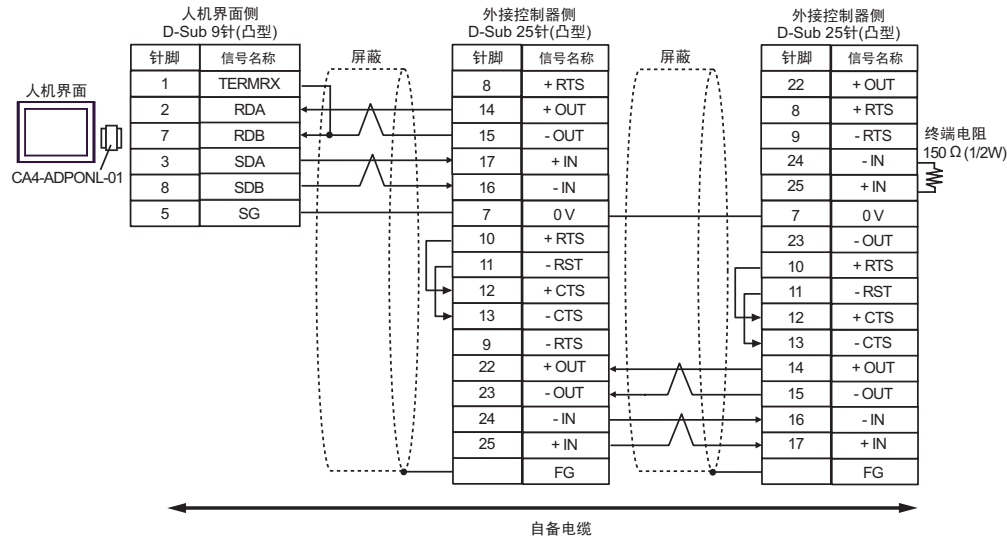 人机界面侧
D-Sub 9针(凸型)
针脚 信号名称
1 TERMRX
2 RDA
7 RDB
3 SDA
8 SDB
5 SG
人机界面
CA4-ADPONL-01
屏蔽
外接控制器侧
D-Sub 25针(凸型)
针脚 信号名称
8 + RTS
14 + OUT
15 - OUT
17 + IN
16 - IN
7 0 V
10 + RTS
11 - RST
12 + CTS
13 - CTS
9 - RTS
22 + OUT
23 - OUT
24 - IN
25 + IN
FG
屏蔽
外接控制器侧
D-Sub 25针(凸型)
针脚 信号名称
22 + OUT
8 + RTS
9 - RTS
24 - IN
25 + IN
7 0 V
23 - OUT
10 + RTS
11 - RST
12 + CTS
13 - CTS
14 + OUT
15 - OUT
16 - IN
17 + IN
FG
终端电阻
150 Ω (1/2W)
自备电缆